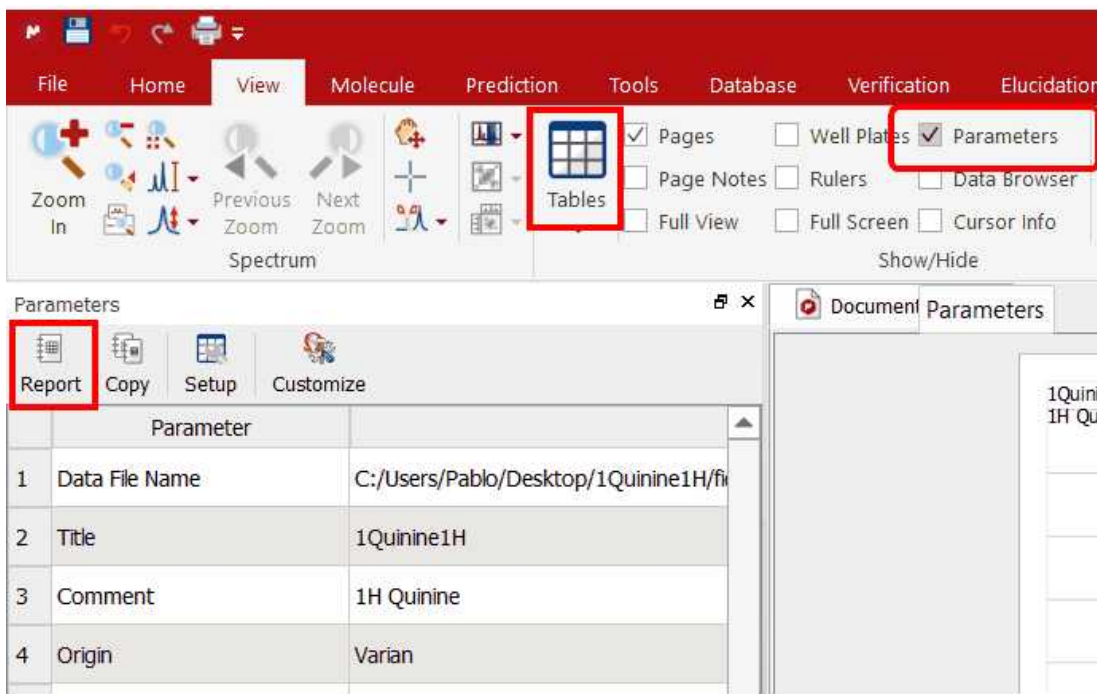 File Home View Molecule Prediction Tools Database Verification Elucidation
Zoom In
Previous Zoom
Next Zoom
Spectrum
Tables
Pages Well Plates Parameters
Page Notes Rulers Data Browser
Full View Full Screen Cursor Info
Show/Hide
Parameters
Document Parameters
Report Copy Setup Customize
1Quini
1H Qu
Parameter
1 Data File Name C:/Users/Pablo/Desktop/1Quinine1H/fi
2 Title 1Quinine1H
3 Comment 1H Quinine
4 Origin Varian